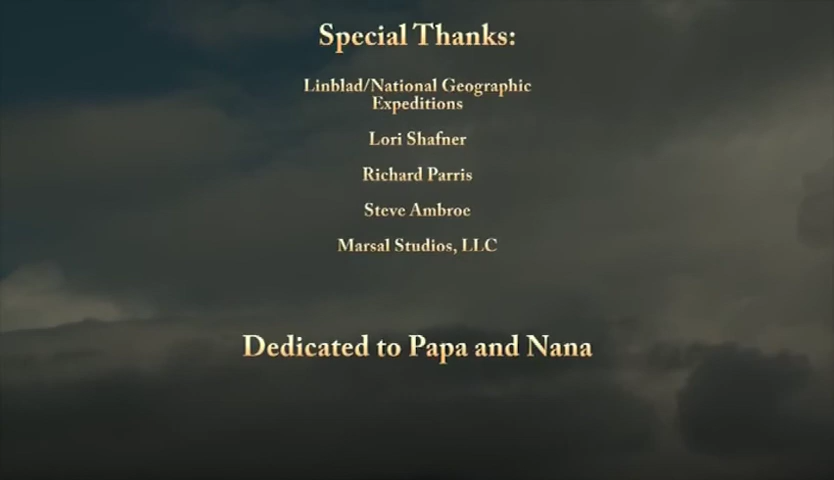 Special Thanks:
Linblad/National Geographic
Expeditions
Lori Shafner
Richard Parris
Steve Ambroe
Marsal Studios, LLC
Dedicated to Papa and Nana